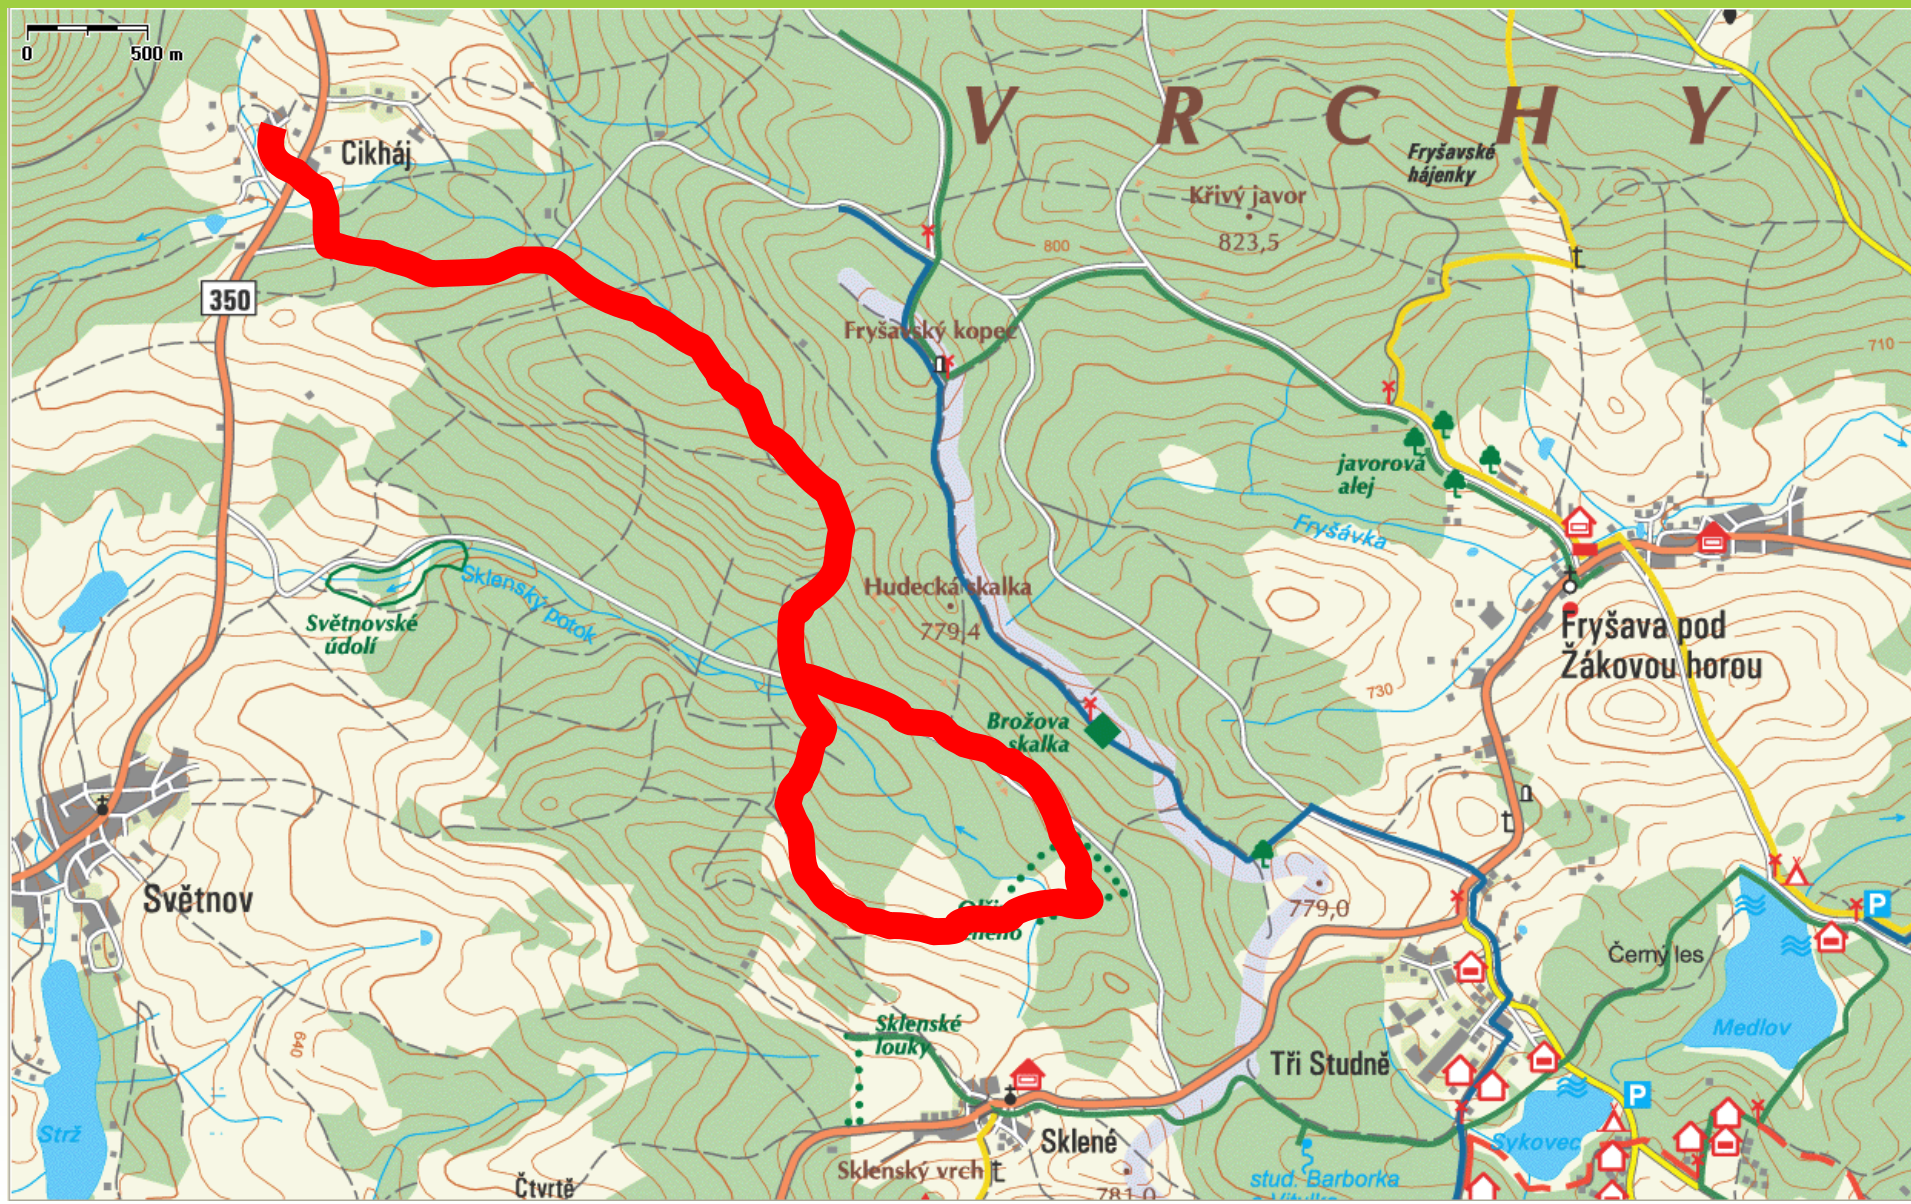 0 500 m
V R C H Y
Cikháj
Fryšavské
hájenky
Křivý javor
823,5
800
350
Fryšavský kopec
710
javorová
alej
Fryšávka
Sklenský potok
Hudecká skalka
779,4
Světnovské
údolí
Fryšava pod
Žákovou horou
730
Brožova
skalka
Světnov
779,0
P
Černý les
Sklenské
louky
Medlov
640
Tři Studně
P
Strž
Sklené
Sykovec
Sklenský vrch
stud. Barborka
Čtvrtě
781,0